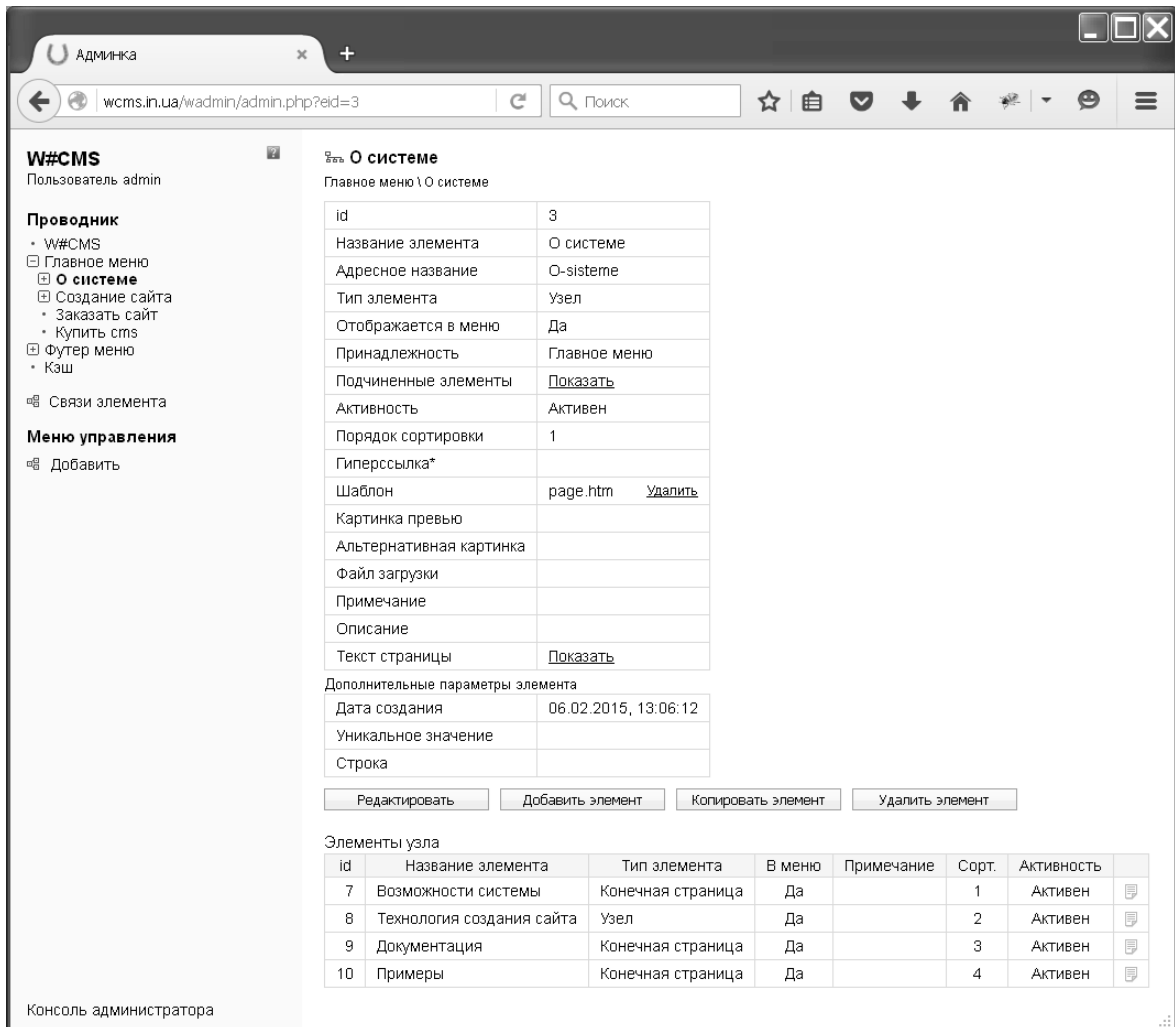 Админка
wcms.in.ua/wadmin/admin.php?eid=3
Поиск
W#CMS
Пользователь admin
Проводник
W#CMS
Главное меню
О системе
Создание сайта
Заказать сайт
Купить cms
Футер меню
Кэш
Связи элемента
Меню управления
Добавить
Консоль администратора
О системе
Главное меню \ О системе
id 3
Название элемента О системе
Адресное название O-sisteme
Тип элемента Узел
Отображается в меню Да
Принадлежность Главное меню
Подчиненные элементы Показать
Активность Активен
Порядок сортировки 1
Гиперссылка*
Шаблон page.htm Удалить
Картинка превью
Альтернативная картинка
Файл загрузки
Примечание
Описание
Текст страницы Показать
Дополнительные параметры элемента
Дата создания 06.02.2015, 13:06:12
Уникальное значение
Строка
Редактировать Добавить элемент Копировать элемент Удалить элемент
Элементы узла
id Название элемента Тип элемента В меню Примечание Сорт. Активность
7 Возможности системы Конечная страница Да 1 Активен
8 Технология создания сайта Узел Да 2 Активен
9 Документация Конечная страница Да 3 Активен
10 Примеры Конечная страница Да 4 Активен